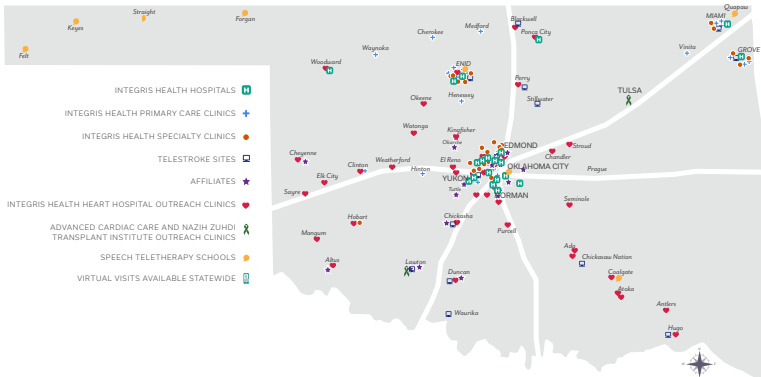 Felt
Keyes
Straight
Forgan
Blackwell
Quapaw
MIAMI
Cherokee
Medford
Ponca City
Waynoka
Vinita
GROVE
Woodward
ENID
Perry
INTEGRIS HEALTH HOSPITALS
Okeene
Henessey
Stillwater
TULSA
INTEGRIS HEALTH PRIMARY CARE CLINICS
Watonga
Kingfisher
INTEGRIS HEALTH SPECIALTY CLINICS
Okarche
EDMOND
Stroud
TELESTROKE SITES
Cheyenne
Clinton
Weatherford
El Reno
Chandler
Hinton
OKLAHOMA CITY
Prague
AFFILIATES
Elk City
YUKON
Sayre
Tuttle
NORMAN
Seminole
INTEGRIS HEALTH HEART HOSPITAL OUTREACH CLINICS
Hobart
Chickasha
Purcell
ADVANCED CARDIAC CARE AND NAZIH ZUHDI
TRANSPLANT INSTITUTE OUTREACH CLINICS
Mangum
Ada
SPEECH TELETHERAPY SCHOOLS
Altus
Lawton
Duncan
Chickasaw Nation
Coalgate
VIRTUAL VISITS AVAILABLE STATEWIDE
Atoka
Antlers
Waurika
Hugo